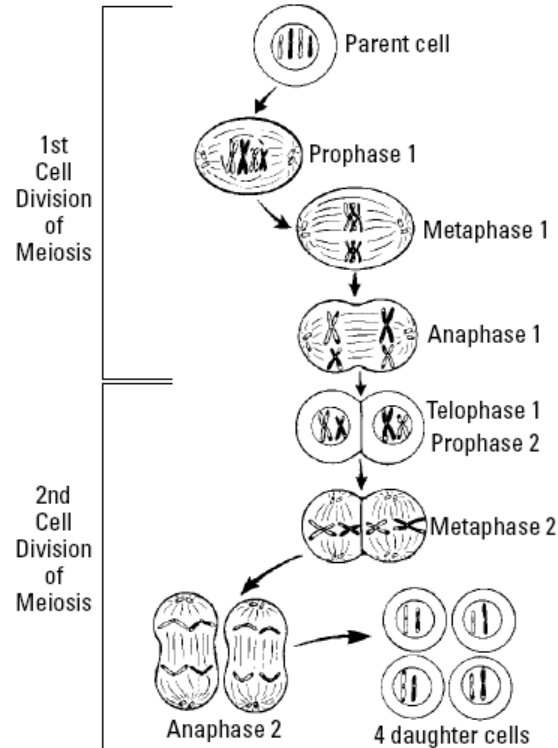 Parent cell
1st
Cell
Division
of
Meiosis
Prophase 1
Metaphase 1
Anaphase 1
Telophase 1
Prophase 2
2nd
Cell
Division
of
Meiosis
Metaphase 2
Anaphase 2
4 daughter cells